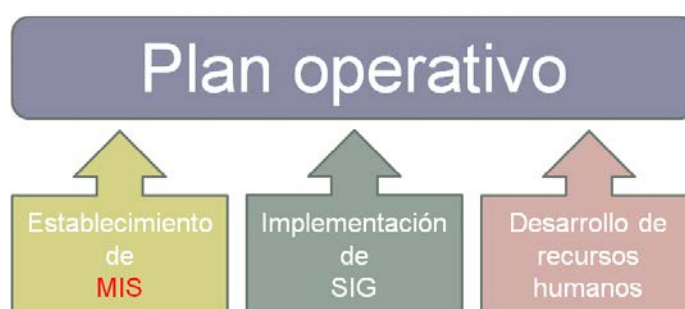 Plan operativo
Establecimiento
de
MIS
Implementación
de
SIG
Desarrollo de
recursos
humanos